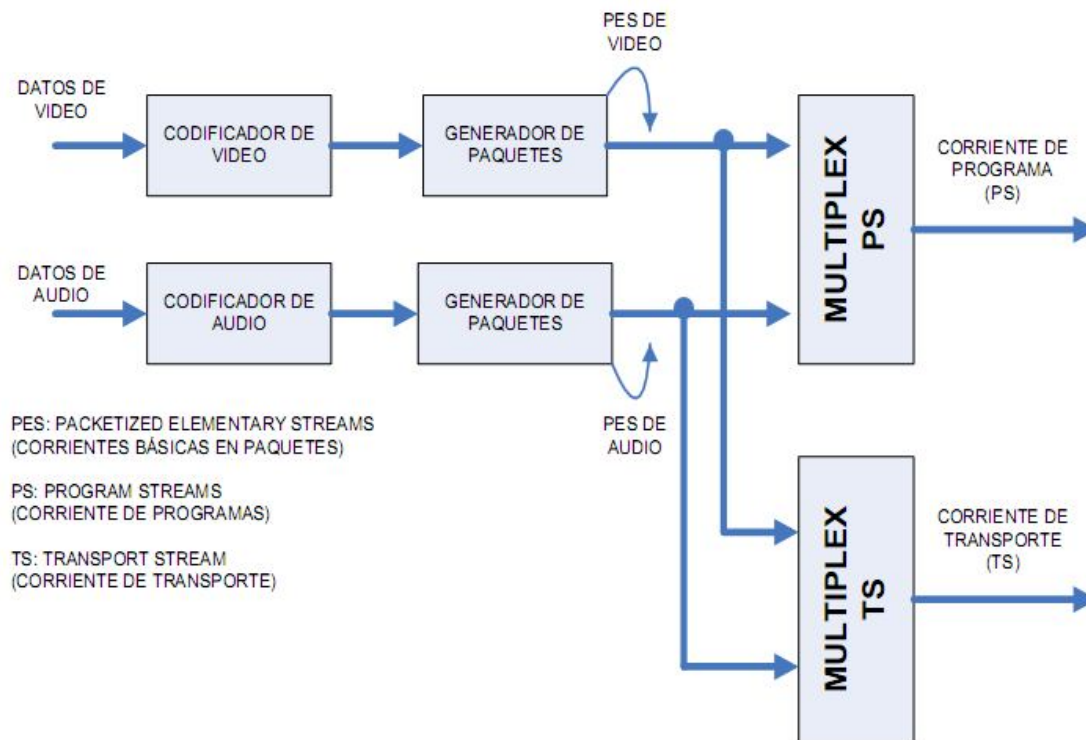 PES DE
VIDEO
DATOS DE
VIDEO
CODIFICADOR DE
VIDEO
GENERADOR DE
PAQUETES
MULTIPLEX
PS
CORRIENTE DE
PROGRAMA
(PS)
DATOS DE
AUDIO
CODIFICADOR DE
AUDIO
GENERADOR DE
PAQUETES
PES DE
AUDIO
PES: PACKETIZED ELEMENTARY STREAMS
(CORRIENTES BÁSICAS EN PAQUETES)
PS: PROGRAM STREAMS
(CORRIENTE DE PROGRAMAS)
TS: TRANSPORT STREAM
(CORRIENTE DE TRANSPORTE)
MULTIPLEX
TS
CORRIENTE DE
TRANSPORTE
(TS)